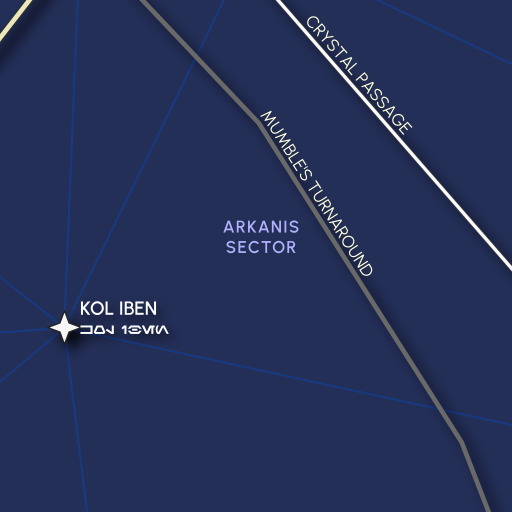 CRYSTAL PASSAGE
MUMBLE'S TURNAROUND
ARKANIS
SECTOR
KOL IBEN